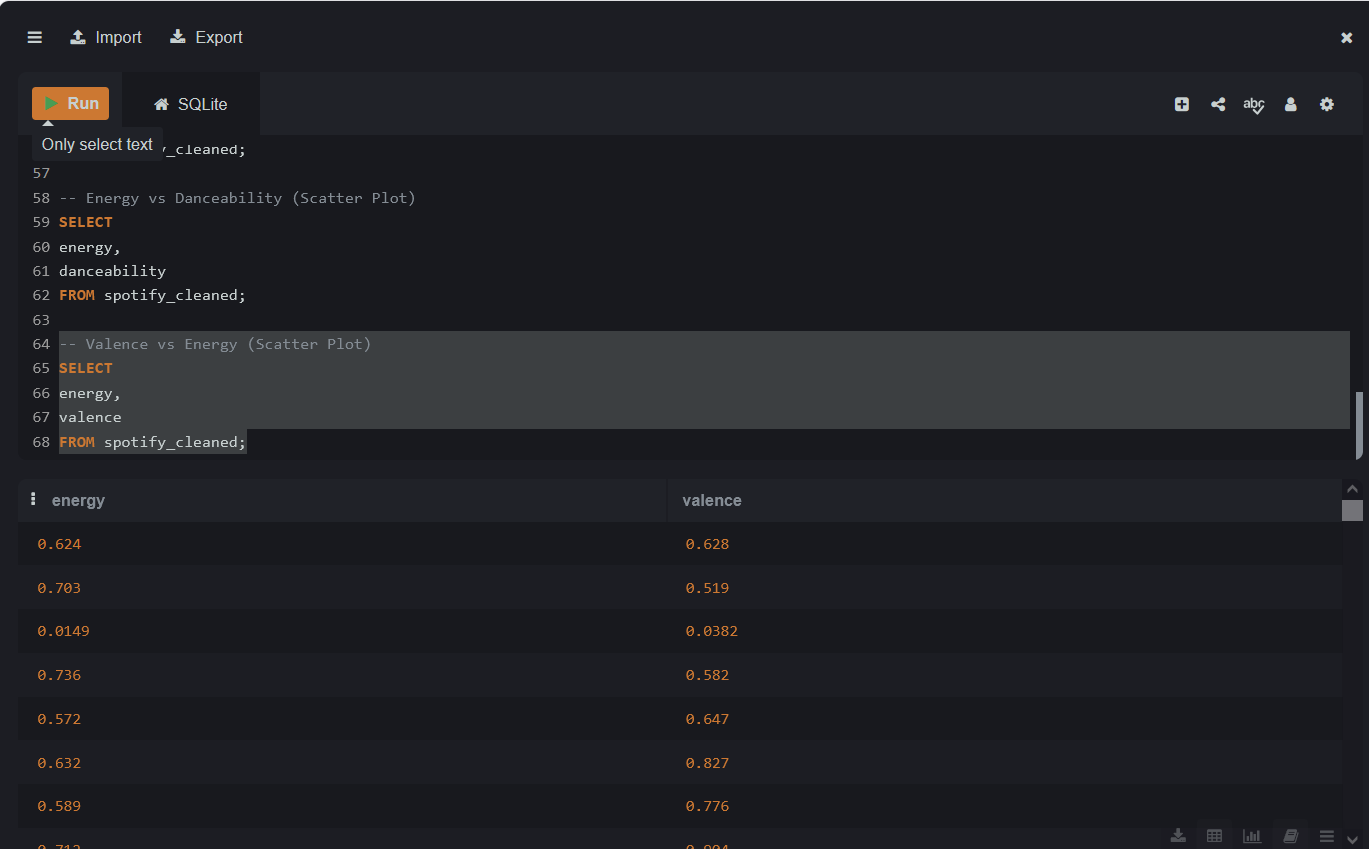 Import Export
Run SQLite abc
Only select text
_cleaned;
57
58 -- Energy vs Danceability (Scatter Plot)
59 SELECT
60 energy,
61 danceability
62 FROM spotify_cleaned;
63
64 -- Valence vs Energy (Scatter Plot)
65 SELECT
66 energy,
67 valence
68 FROM spotify_cleaned;
energy valence
0.624 0.628
0.703 0.519
0.0149 0.0382
0.736 0.582
0.572 0.647
0.632 0.827
0.589 0.776